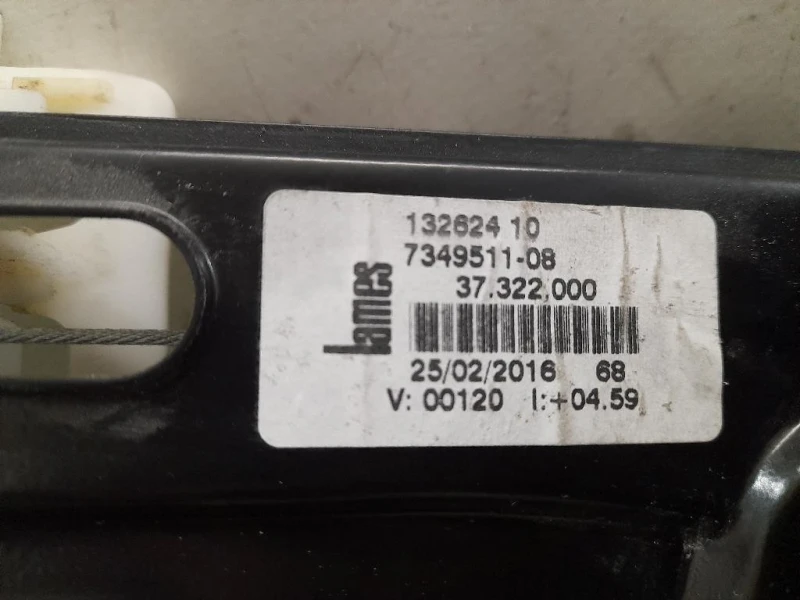 132624 10
7349511-08
37.322,000
lames
25/02/2016 68
V: 00120 I:+04.59